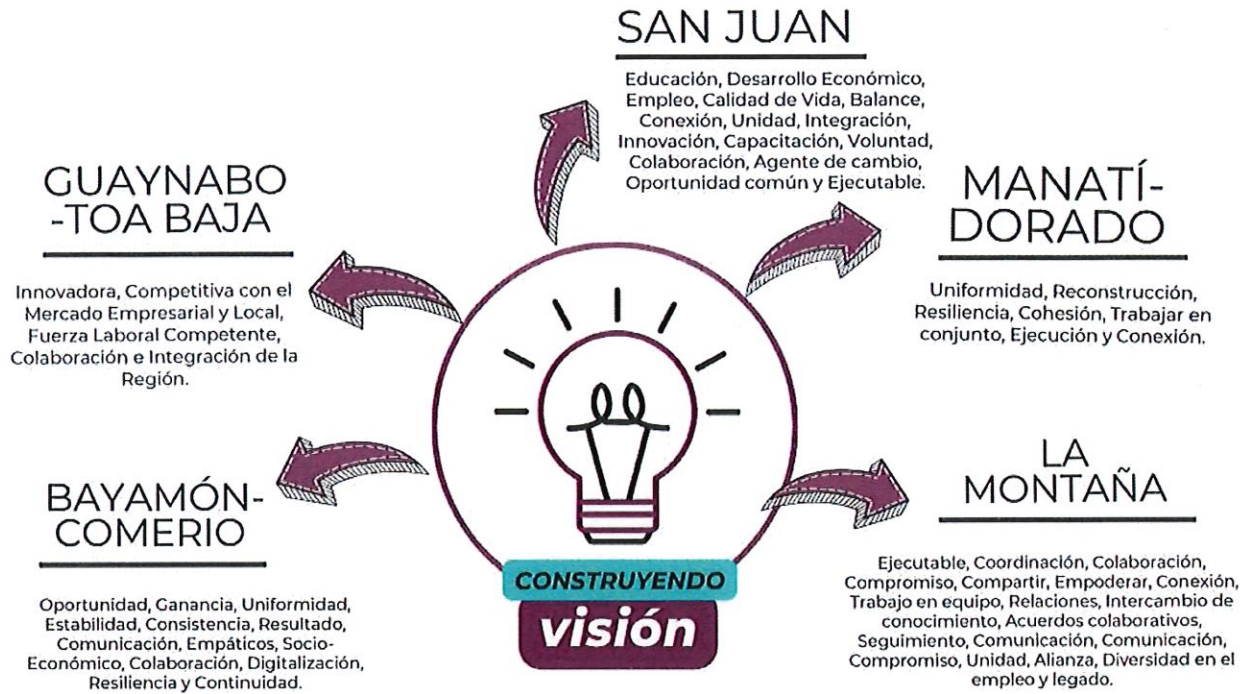 SAN JUAN
Educación, Desarrollo Económico,
Empleo, Calidad de Vida, Balance,
Conexión, Unidad, Integración,
Innovación, Capacitación, Voluntad,
Colaboración, Agente de cambio,
Oportunidad común y Ejecutable.
GUAYNABO
-TOA BAJA
Innovadora, Competitiva con el
Mercado Empresarial y Local,
Fuerza Laboral Competente,
Colaboración e Integración de la
Región.
MANATÍ-
DORADO
Uniformidad, Reconstrucción,
Resiliencia, Cohesión, Trabajar en
conjunto, Ejecución y Conexión.
BAYAMÓN-
COMERIO
Oportunidad, Ganancia, Uniformidad,
Estabilidad, Consistencia, Resultado,
Comunicación, Empáticos, Socio-
Económico, Colaboración, Digitalización,
Resiliencia y Continuidad.
LA
MONTAÑA
Ejecutable, Coordinación, Colaboración,
Compromiso, Compartir, Empoderar, Conexión,
Trabajo en equipo, Relaciones, Intercambio de
conocimiento, Acuerdos colaborativos,
Seguimiento, Comunicación, Comunicación,
Compromiso, Unidad, Alianza, Diversidad en el
empleo y legado.
CONSTRUYENDO
visión